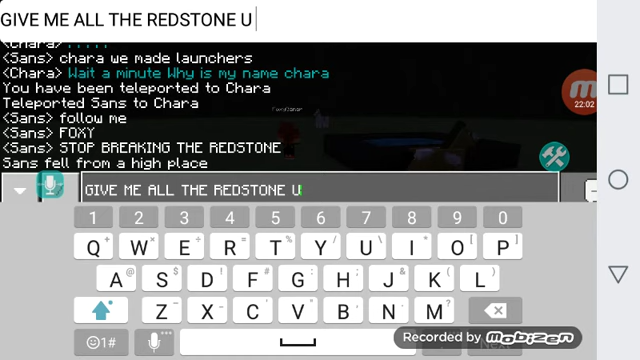 GIVE ME ALL THE REDSTONE U
<Chara> .....
<Sans> chara we made launchers
<Chara> Wait a minute Why is my name chara
You have been teleported to Chara
Teleported Sans to Chara
<Sans> follow me
<Sans> FOXY
<Sans> STOP BREAKING THE REDSTONE
Sans fell from a high place
22:02
GIVE ME ALL THE REDSTONE U
1 2 3 4 5 6 7 8 9 0
Q + W × E ÷ R = T % Y / U \ I * O [ P ]
A @ S $ D ! F # G : H ; J & K ( L )
Z - X . C ~ V " B ' N , M ?
☺1#
Recorded by Mobizen